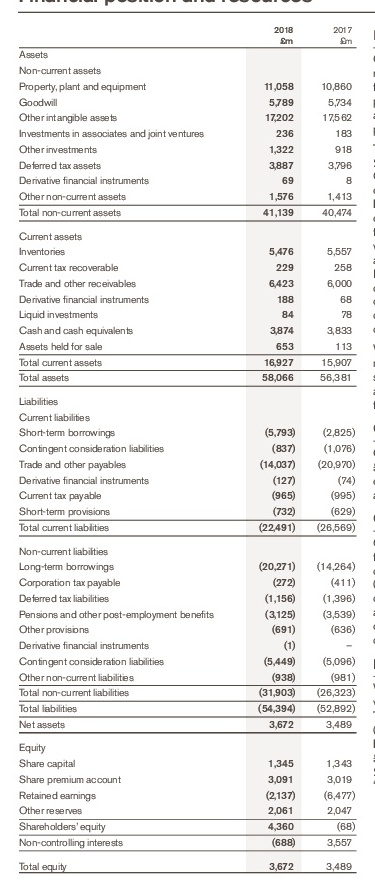 Financial position and resources
2018 2017
£m £m
Assets
Non-current assets
Property, plant and equipment 11,058 10,860
Goodwill 5,789 5,734
Other intangible assets 17,202 17,562
Investments in associates and joint ventures 236 183
Other investments 1,322 918
Deferred tax assets 3,887 3,796
Derivative financial instruments 69 8
Other non-current assets 1,576 1,413
Total non-current assets 41,139 40,474
Current assets
Inventories 5,476 5,557
Current tax recoverable 229 258
Trade and other receivables 6,423 6,000
Derivative financial instruments 188 68
Liquid investments 84 78
Cash and cash equivalents 3,874 3,833
Assets held for sale 653 113
Total current assets 16,927 15,907
Total assets 58,066 56,381
Liabilities
Current liabilities
Short-term borrowings (5,793) (2,825)
Contingent consideration liabilities (837) (1,076)
Trade and other payables (14,037) (20,970)
Derivative financial instruments (127) (74)
Current tax payable (965) (995)
Short-term provisions (732) (629)
Total current liabilities (22,491) (26,569)
Non-current liabilities
Long-term borrowings (20,271) (14,264)
Corporation tax payable (272) (411)
Deferred tax liabilities (1,156) (1,396)
Pensions and other post-employment benefits (3,125) (3,539)
Other provisions (691) (636)
Derivative financial instruments (1) –
Contingent consideration liabilities (5,449) (5,096)
Other non-current liabilities (938) (981)
Total non-current liabilities (31,903) (26,323)
Total liabilities (54,394) (52,892)
Net assets 3,672 3,489
Equity
Share capital 1,345 1,343
Share premium account 3,091 3,019
Retained earnings (2,137) (6,477)
Other reserves 2,061 2,047
Shareholders' equity 4,360 (68)
Non-controlling interests (688) 3,557
Total equity 3,672 3,489